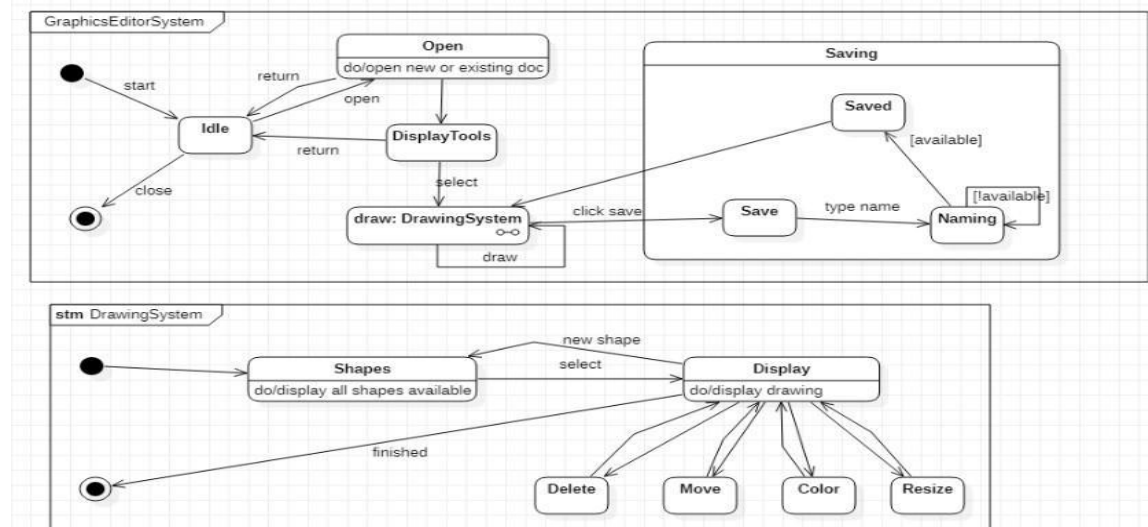 GraphicsEditorSystem
Open
do/open new or existing doc
Saving
start
return
open
Saved
Idle
DisplayTools
return
[available]
close
select
[!available]
draw: DrawingSystem
click save
Save
type name
Naming
draw
stm DrawingSystem
new shape
Shapes
do/display all shapes available
select
Display
do/display drawing
finished
Delete
Move
Color
Resize